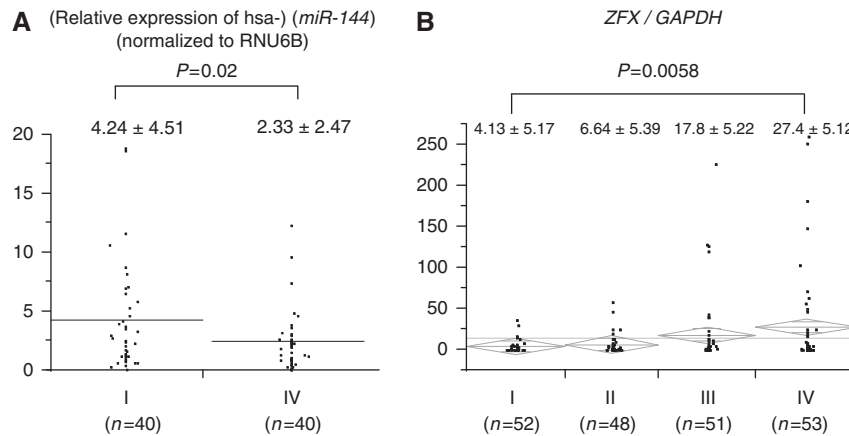 A
(Relative expression of hsa-) (miR-144)
(normalized to RNU6B)
P=0.02
4.24 ± 4.51
2.33 ± 2.47
20
15
10
5
0
I
IV
(n=40)
(n=40)
B
ZFX / GAPDH
P=0.0058
4.13 ± 5.17
6.64 ± 5.39
17.8 ± 5.22
27.4 ± 5.12
250
200
150
100
50
0
I
II
III
IV
(n=52)
(n=48)
(n=51)
(n=53)